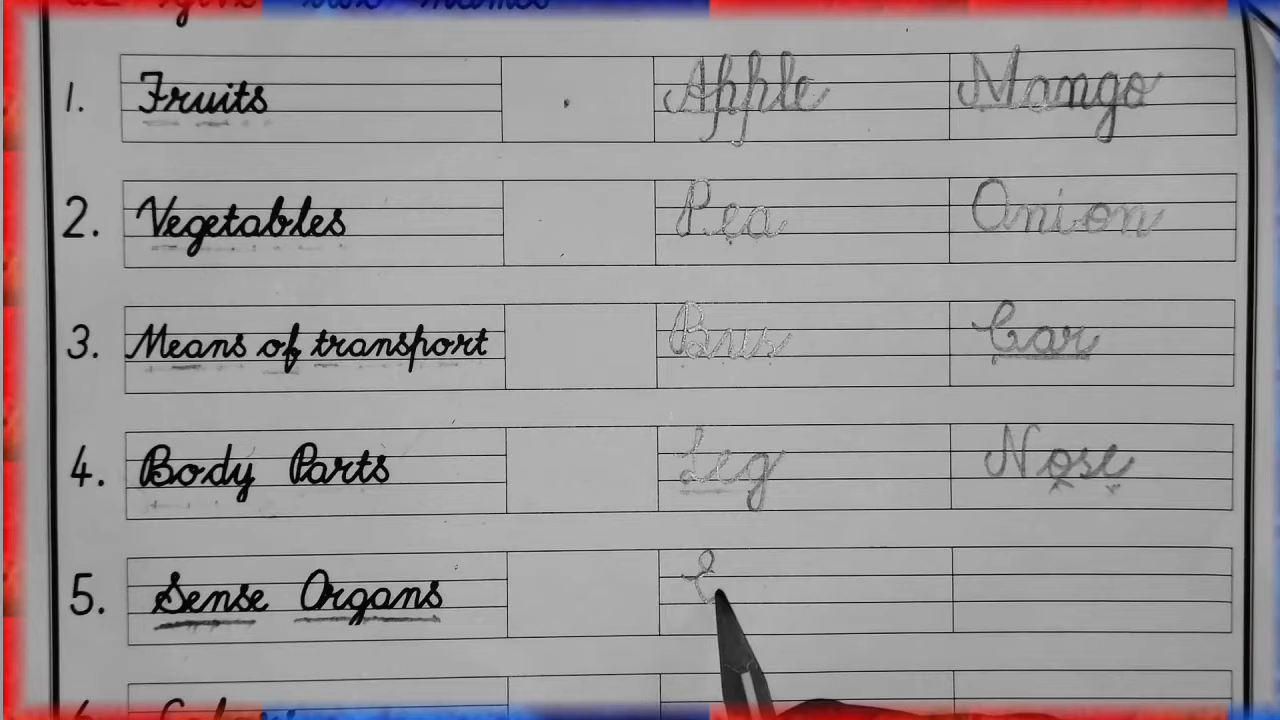 1. Fruits Apple Mango
2. Vegetables Pea Onion
3. Means of transport Bus Car
4. Body Parts Leg Nose
5. Sense Organs E
6.